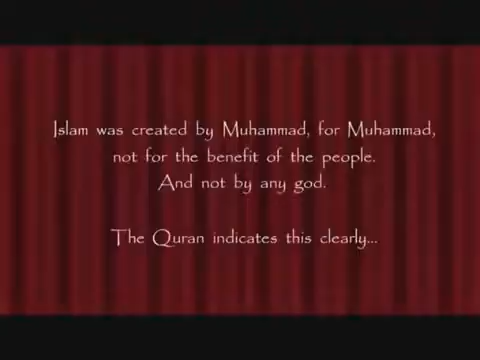 Islam was created by Muhammad, for Muhammad,
not for the benefit of the people.
And not by any god.
The Quran indicates this clearly...